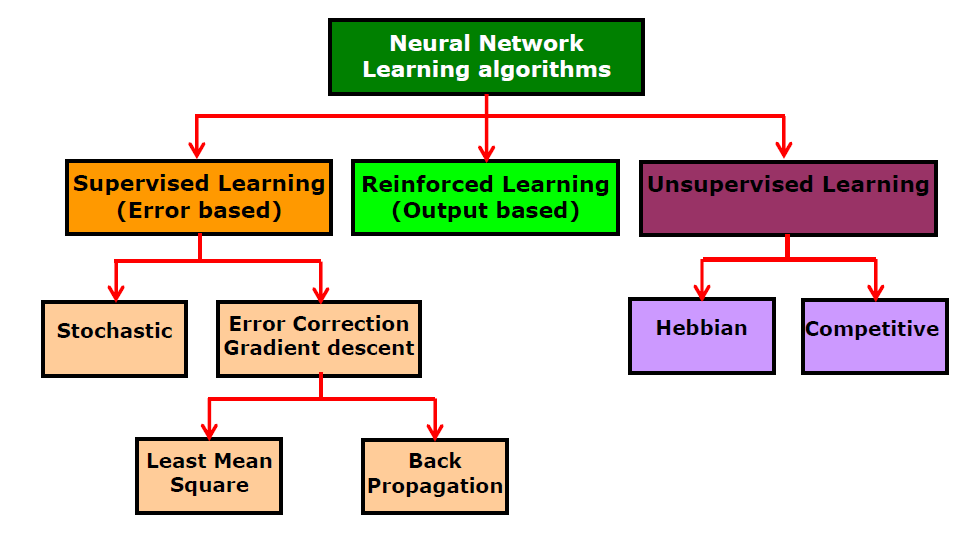 Neural Network
Learning algorithms
Supervised Learning
(Error based)
Reinforced Learning
(Output based)
Unsupervised Learning
Stochastic
Error Correction
Gradient descent
Hebbian
Competitive
Least Mean
Square
Back
Propagation